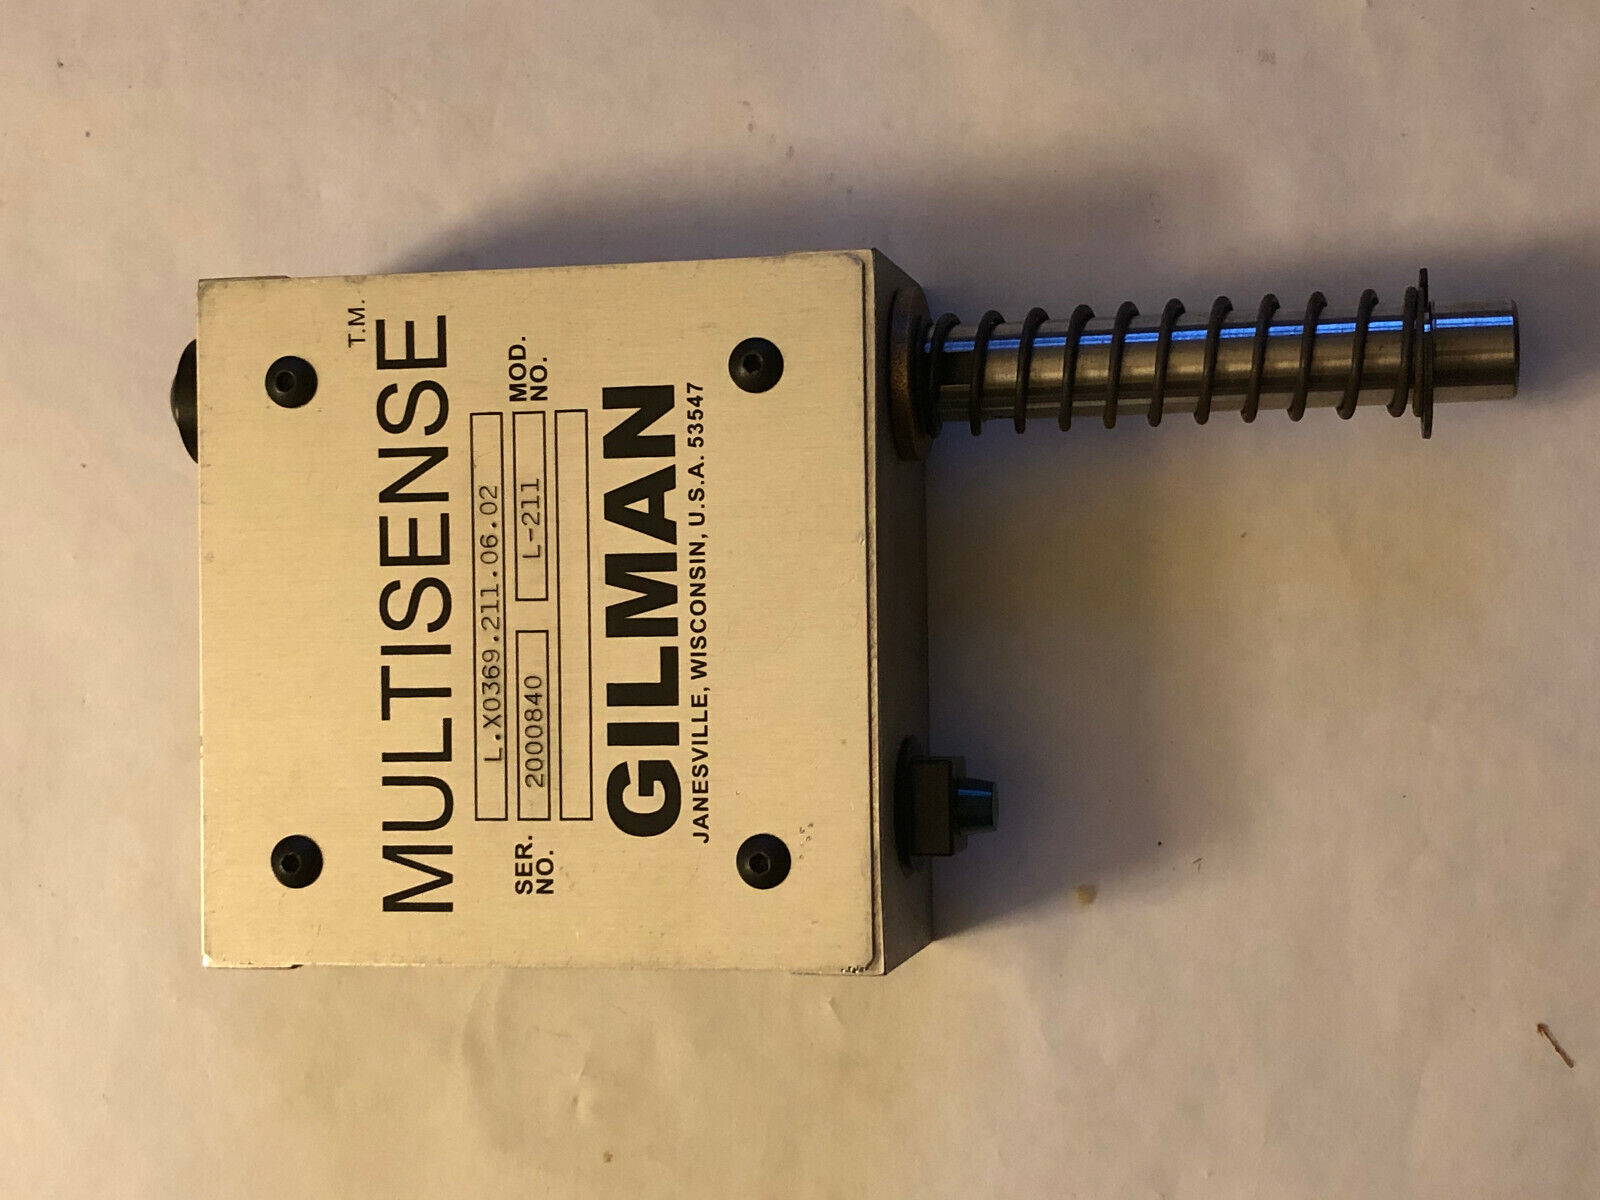 MULTISENSE T.M.
L.X0369.211.06.02
SER. NO. 2000840 L-211 MOD. NO.
GILMAN
JANESVILLE, WISCONSIN, U.S.A. 53547